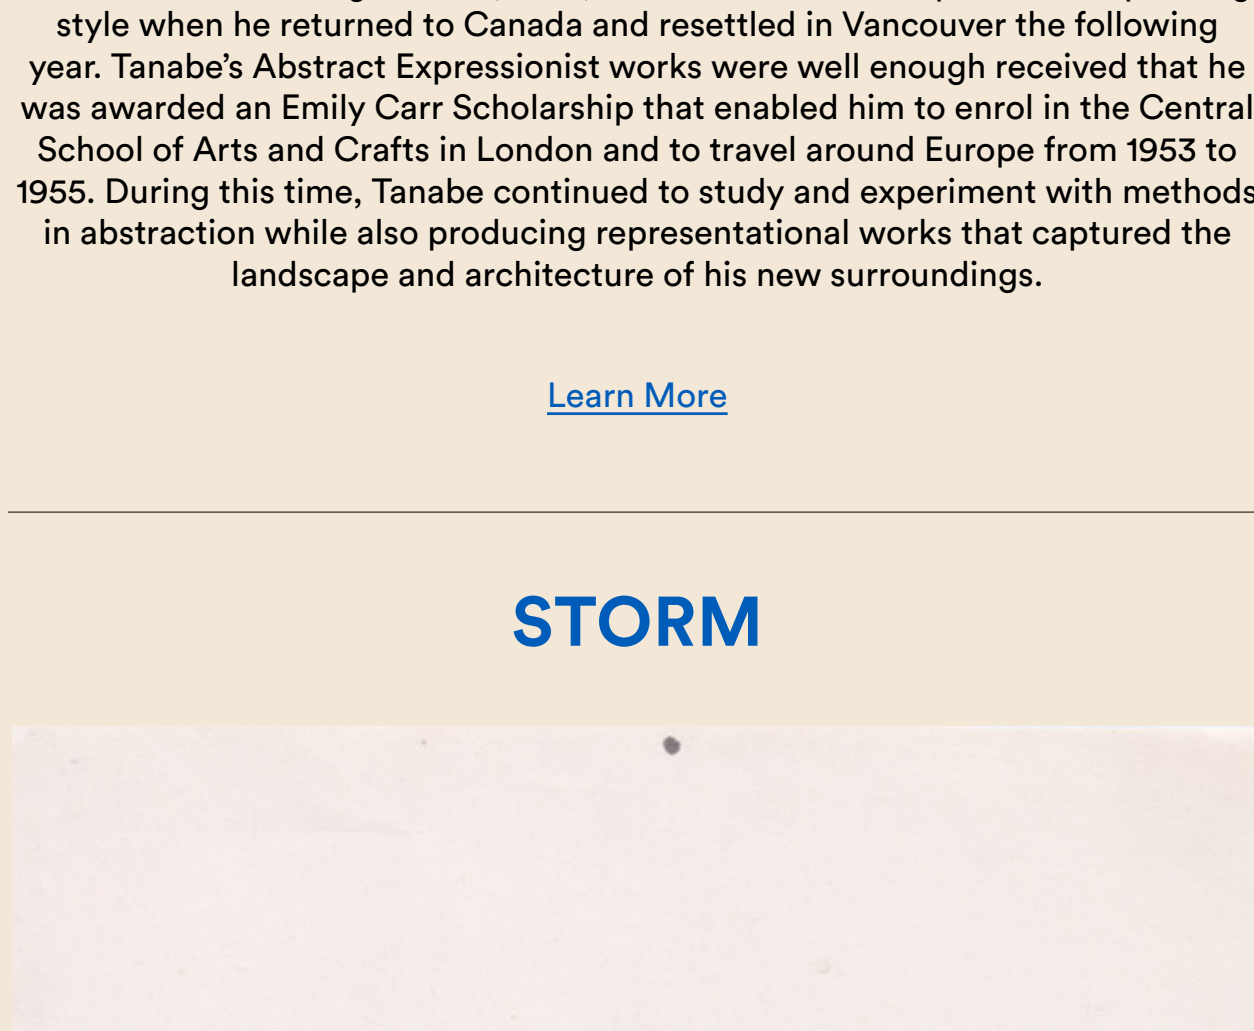 style when he returned to Canada and resettled in Vancouver the following
year. Tanabe’s Abstract Expressionist works were well enough received that he
was awarded an Emily Carr Scholarship that enabled him to enrol in the Central
School of Arts and Crafts in London and to travel around Europe from 1953 to
1955. During this time, Tanabe continued to study and experiment with methods
in abstraction while also producing representational works that captured the
landscape and architecture of his new surroundings.
Learn More
STORM